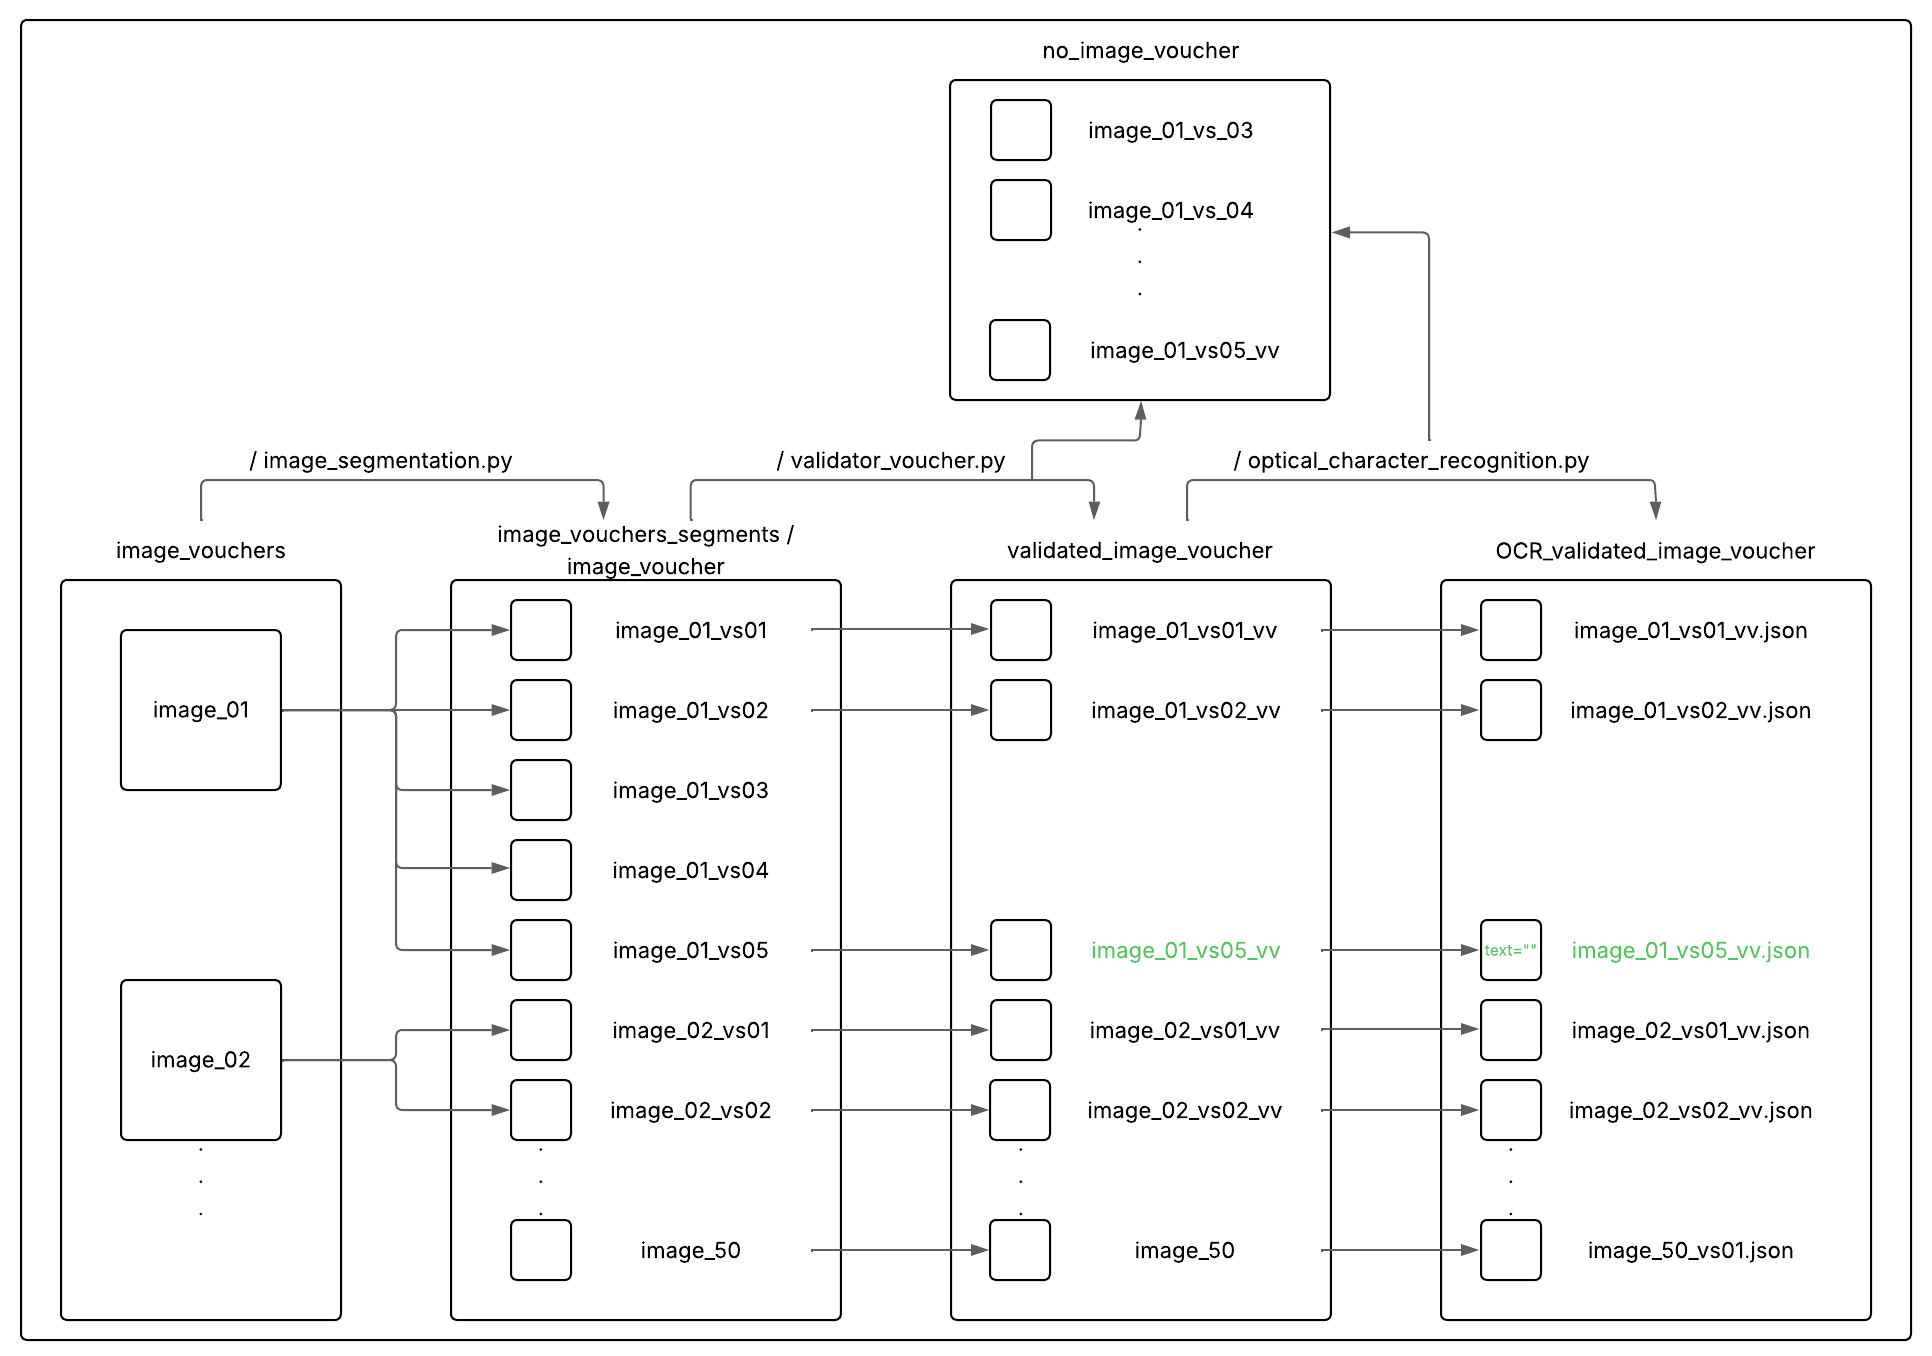 no_image_voucher
image_01_vs_03
image_01_vs_04
.
.
.
image_01_vs05_vv
/ image_segmentation.py
/ validator_voucher.py
/ optical_character_recognition.py
image_vouchers
image_vouchers_segments /
image_voucher
validated_image_voucher
OCR_validated_image_voucher
image_01
image_02
.
.
.
image_01_vs01
image_01_vs02
image_01_vs03
image_01_vs04
image_01_vs05
image_02_vs01
image_02_vs02
.
.
.
image_50
image_01_vs01_vv
image_01_vs02_vv
image_01_vs05_vv
image_02_vs01_vv
image_02_vs02_vv
.
.
.
image_50
image_01_vs01_vv.json
image_01_vs02_vv.json
text="" image_01_vs05_vv.json
image_02_vs01_vv.json
image_02_vs02_vv.json
.
.
.
image_50_vs01.json